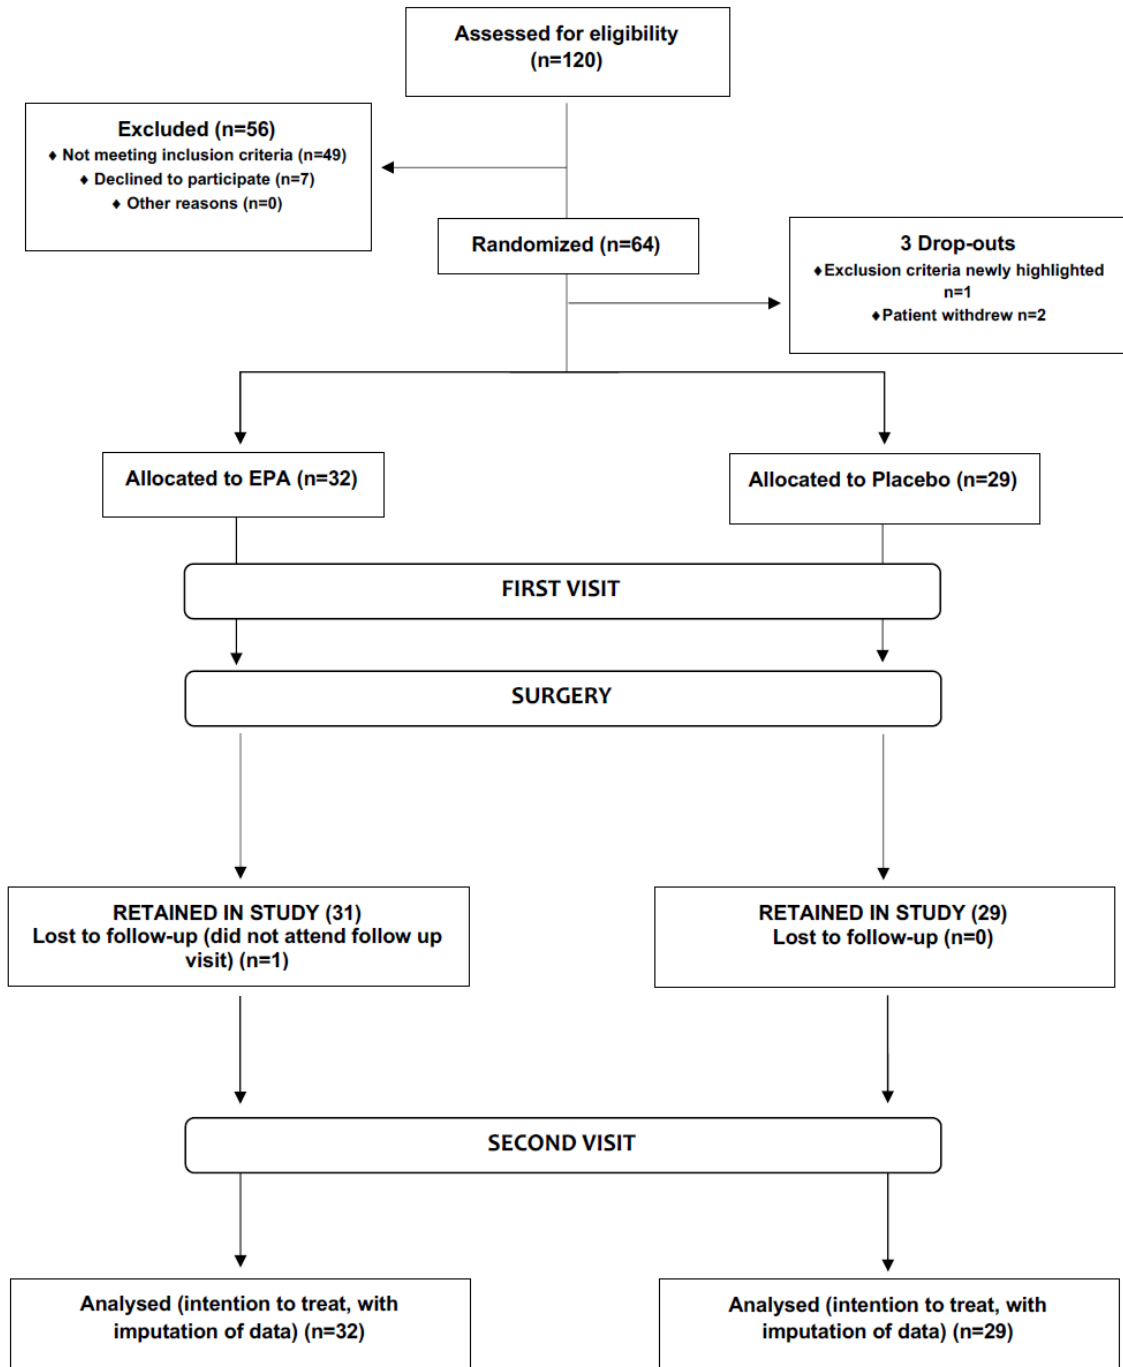 Assessed for eligibility
(n=120)
Excluded (n=56)
♦ Not meeting inclusion criteria (n=49)
♦ Declined to participate (n=7)
♦ Other reasons (n=0)
Randomized (n=64)
3 Drop-outs
♦Exclusion criteria newly highlighted
n=1
♦Patient withdrew n=2
Allocated to EPA (n=32)
Allocated to Placebo (n=29)
FIRST VISIT
SURGERY
RETAINED IN STUDY (31)
Lost to follow-up (did not attend follow up
visit) (n=1)
RETAINED IN STUDY (29)
Lost to follow-up (n=0)
SECOND VISIT
Analysed (intention to treat, with
imputation of data) (n=32)
Analysed (intention to treat, with
imputation of data) (n=29)